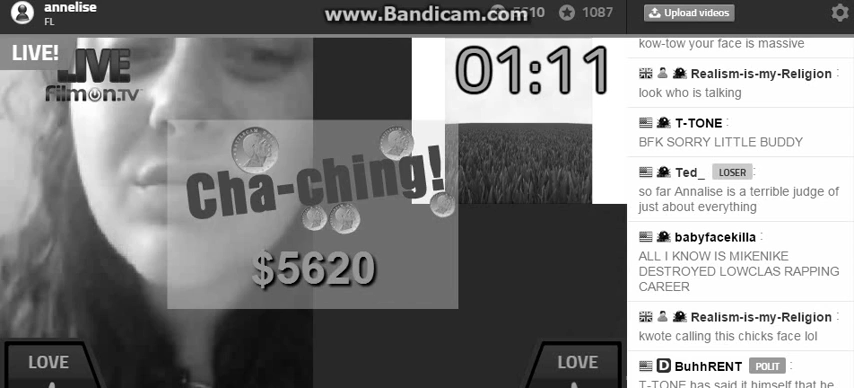 annelise
FL
www.Bandicam.com
1087
Upload videos
LIVE!
LIVE
filmon.TV
01:11
Cha-ching!
$5620
LOVE
LOVE
kow-tow your face is massive
Realism-is-my-Religion :
look who is talking
T-TONE :
BFK SORRY LITTLE BUDDY
Ted_ LOSER :
so far Annalise is a terrible judge of
just about everything
babyfacekilla :
ALL I KNOW IS MIKENIKE
DESTROYED LOWCLAS RAPPING
CAREER
Realism-is-my-Religion :
kwote calling this chicks face lol
D BuhhRENT POLIT :
T-TONE has said it himself that he